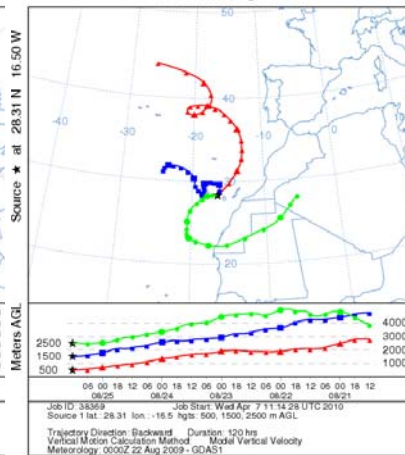 50
40
-40
-30
-20
-10
0
10
20
Source ★ at 28.31 N 16.50 W
Meters AGL
2500
1500
500
4000
3000
2000
1000
06 00 18 12 06 00 18 12 06 00 18 12 06 00 18 12 06 00 18 12
08/25 08/24 08/23 08/22 08/21
Job ID: 38369 Job Start: Wed Apr 7 11:14:28 UTC 2010
Source 1 lat.: 28.31 lon.: -16.5 hgts: 500, 1500, 2500 m AGL
Trajectory Direction: Backward Duration: 120 hrs
Vertical Motion Calculation Method: Model Vertical Velocity
Meteorology: 0000Z 22 Aug 2009 - GDAS1